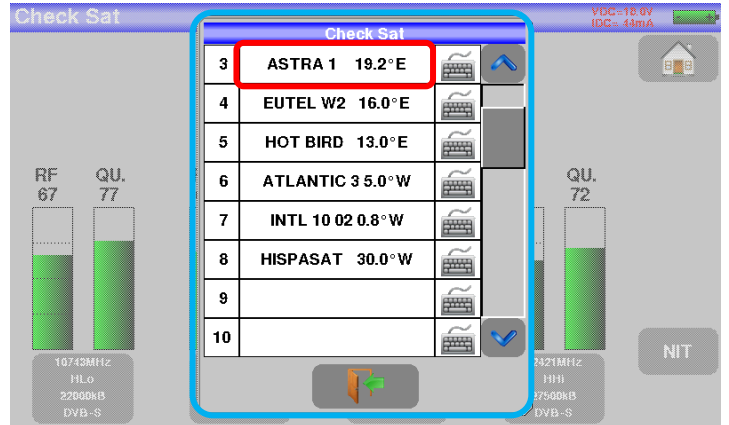 Check Sat
VDC=18.0V
IDC= 44mA
Check Sat
3 ASTRA 1 19.2°E
4 EUTEL W2 16.0°E
5 HOT BIRD 13.0°E
6 ATLANTIC 3 5.0°W
7 INTL 10 02 0.8°W
8 HISPASAT 30.0°W
9
10
RF QU. QU.
67 77 72
10743MHz 2421MHz
HLo HHi
22000kB 27500kB
DVB-S DVB-S
NIT